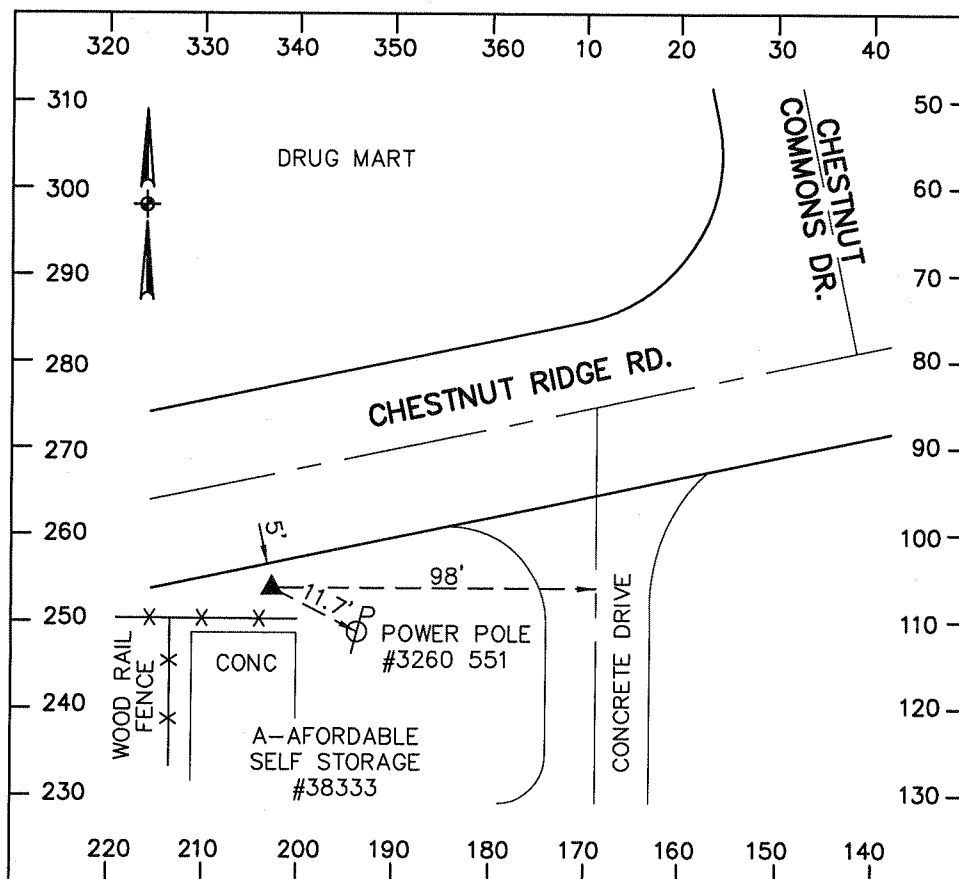 320 330 340 350 360 10 20 30 40
310
300
290
280
270
260
250
240
230
50
60
70
80
90
100
110
120
130
DRUG MART
CHESTNUT
COMMONS DR.
CHESTNUT RIDGE RD.
5'
98'
11.7'
P
POWER POLE
#3260 551
WOOD RAIL
FENCE
CONC
A-AFORDABLE
SELF STORAGE
#38333
CONCRETE DRIVE
220 210 200 190 180 170 160 150 140